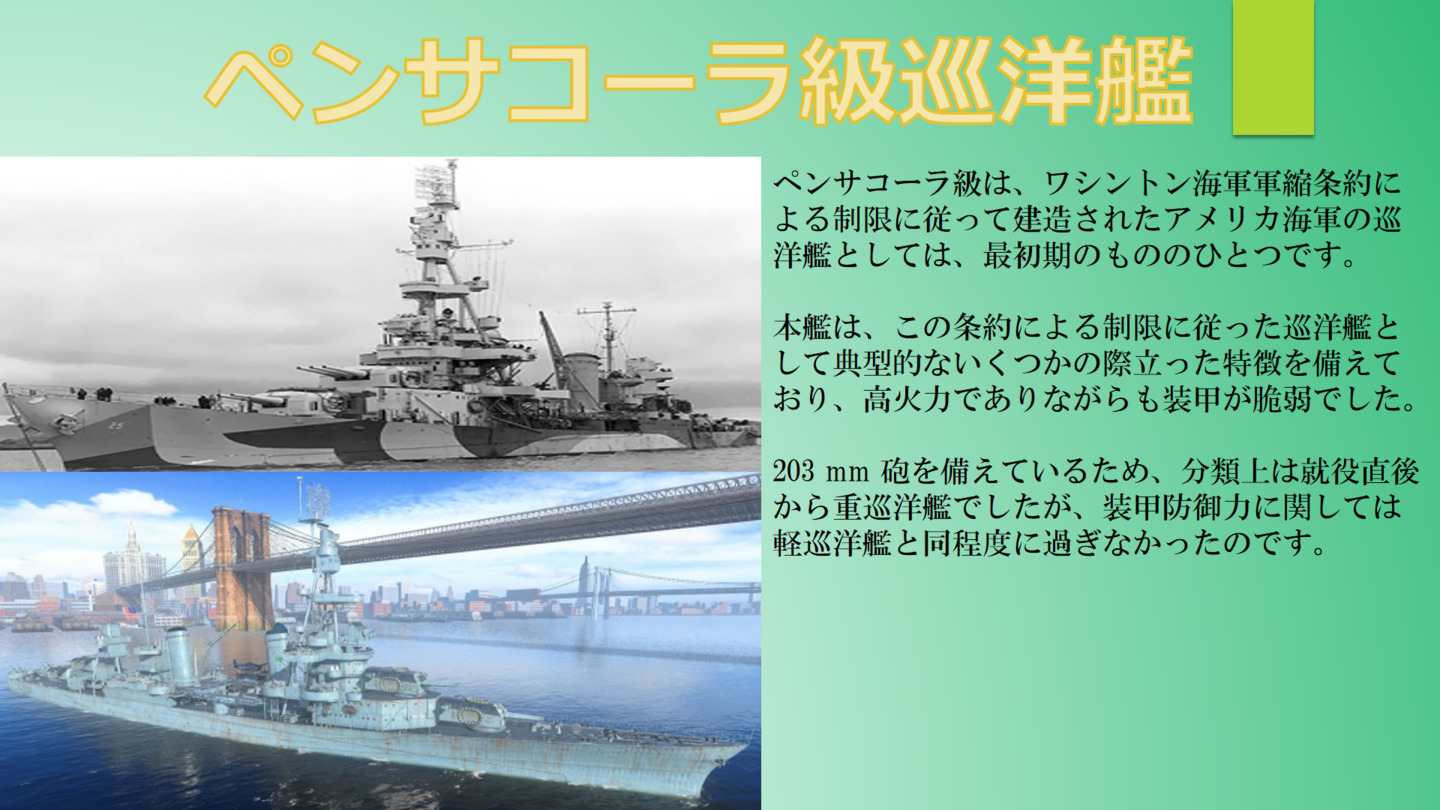 ペンサコーラ級巡洋艦
ペンサコーラ級は、ワシントン海軍軍縮条約に
よる制限に従って建造されたアメリカ海軍の巡
洋艦としては、最初期のもののひとつです。
本艦は、この条約による制限に従った巡洋艦と
して典型的ないくつかの際立った特徴を備えて
おり、高火力でありながらも装甲が脆弱でした。
203 mm 砲を備えているため、分類上は就役直後
から重巡洋艦でしたが、装甲防御力に関しては
軽巡洋艦と同程度に過ぎなかったのです。
25